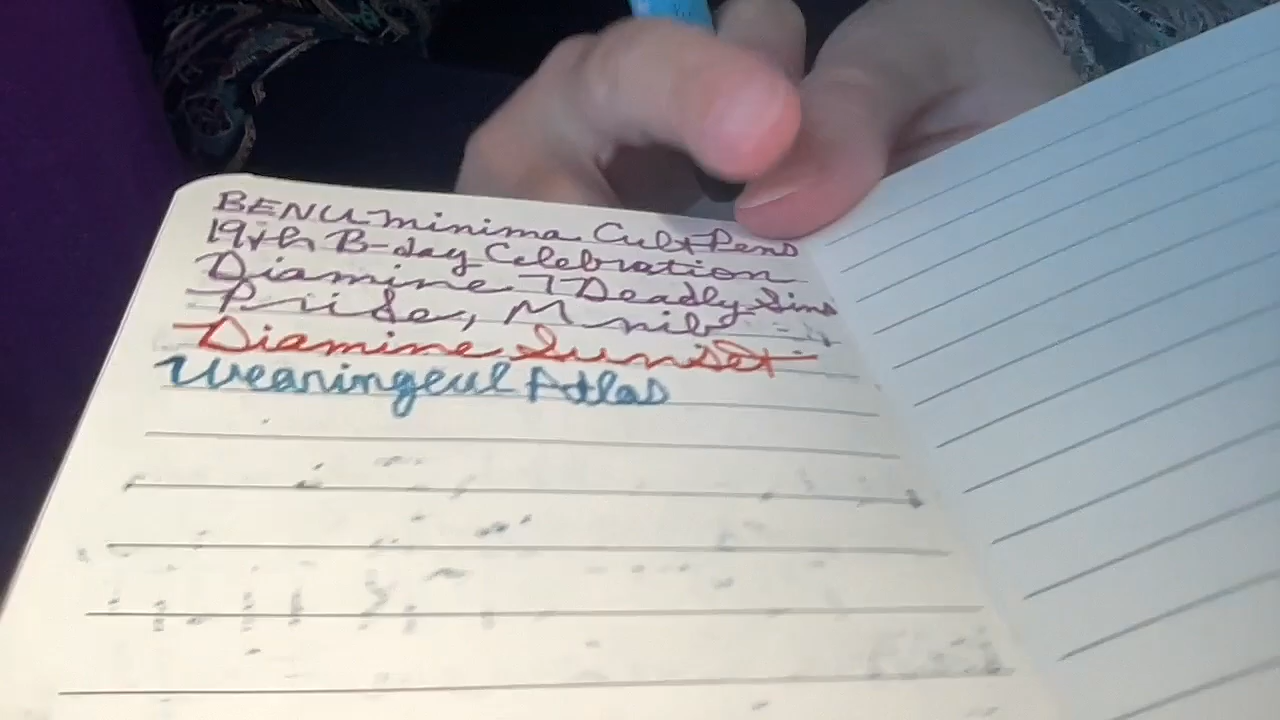 BENU minima Cult Pens
19th B-day Celebration
Diamine 7 Deadly Sins
Pride, M nib
Diamine Sunset
Wearingeul Atlas